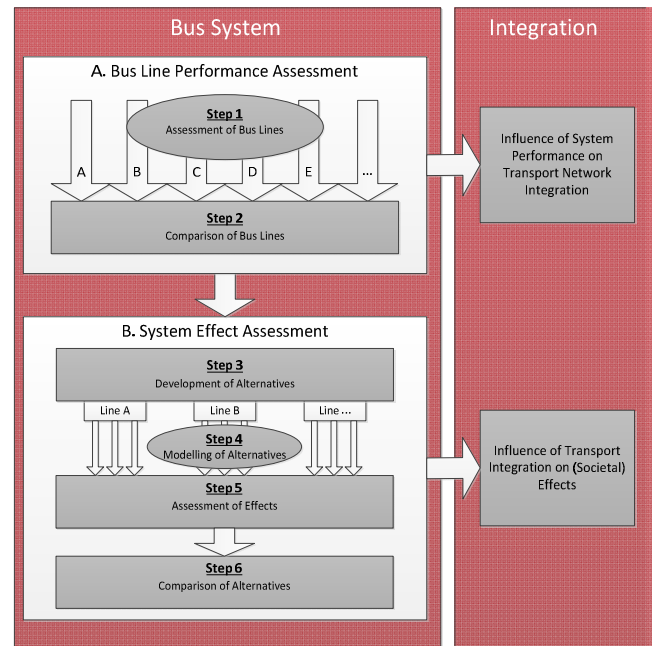 Bus System
Integration
A. Bus Line Performance Assessment
Step 1
Assessment of Bus Lines
A B C D E ...
Step 2
Comparison of Bus Lines
Influence of System
Performance on
Transport Network
Integration
B. System Effect Assessment
Step 3
Development of Alternatives
Line A Line B Line ...
Step 4
Modelling of Alternatives
Step 5
Assessment of Effects
Step 6
Comparison of Alternatives
Influence of Transport
Integration on (Societal)
Effects